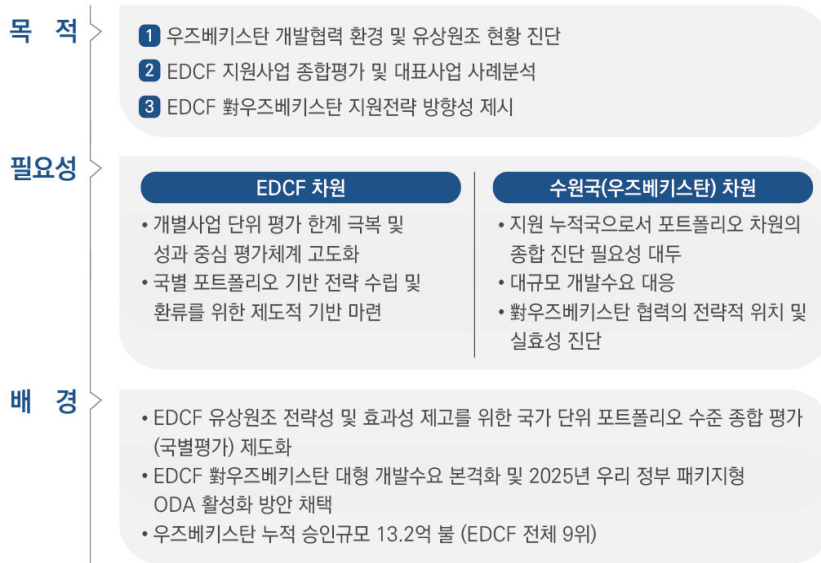 목 적
1 우즈베키스탄 개발협력 환경 및 유상원조 현황 진단
2 EDCF 지원사업 종합평가 및 대표사업 사례분석
3 EDCF 對우즈베키스탄 지원전략 방향성 제시
필요성
EDCF 차원
• 개별사업 단위 평가 한계 극복 및
성과 중심 평가체계 고도화
• 국별 포트폴리오 기반 전략 수립 및
환류를 위한 제도적 기반 마련
수원국(우즈베키스탄) 차원
• 지원 누적국으로서 포트폴리오 차원의
종합 진단 필요성 대두
• 대규모 개발수요 대응
• 對우즈베키스탄 협력의 전략적 위치 및
실효성 진단
배 경
• EDCF 유상원조 전략성 및 효과성 제고를 위한 국가 단위 포트폴리오 수준 종합 평가
(국별평가) 제도화
• EDCF 對우즈베키스탄 대형 개발수요 본격화 및 2025년 우리 정부 패키지형
ODA 활성화 방안 채택
• 우즈베키스탄 누적 승인규모 13.2억 불 (EDCF 전체 9위)